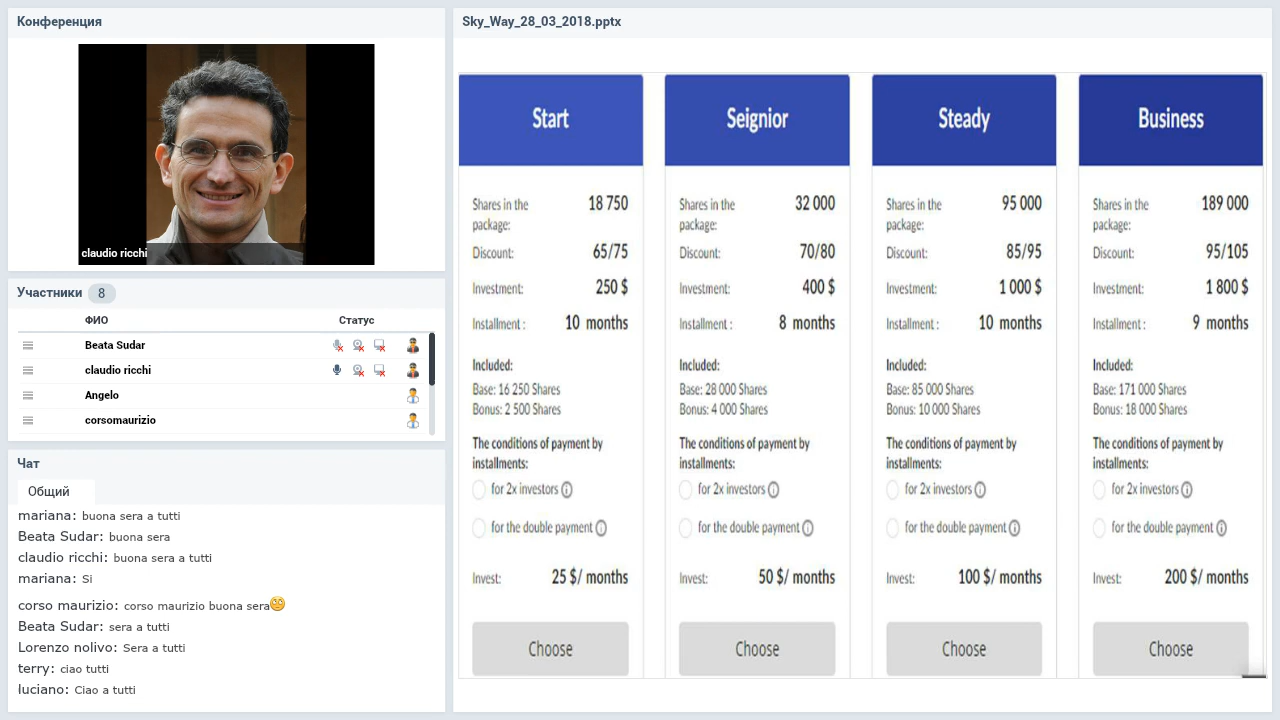 Конференция
claudio ricchi
Участники 8
ФИО Статус
Beata Sudar
claudio ricchi
Angelo
corsomaurizio
Чат
Общий
mariana: buona sera a tutti
Beata Sudar: buona sera
claudio ricchi: buona sera a tutti
mariana: Si
corso maurizio: corso maurizio buona sera
Beata Sudar: sera a tutti
Lorenzo nolivo: Sera a tutti
terry: ciao tutti
luciano: Ciao a tutti
Sky_Way_28_03_2018.pptx
Start
Shares in the 18 750
package:
Discount: 65/75
Investment: 250 $
Installment : 10 months
Included:
Base: 16 250 Shares
Bonus: 2 500 Shares
The conditions of payment by
installments:
for 2x investors
for the double payment
Invest: 25 $/ months
Choose
Seignior
Shares in the 32 000
package:
Discount: 70/80
Investment: 400 $
Installment : 8 months
Included:
Base: 28 000 Shares
Bonus: 4 000 Shares
The conditions of payment by
installments:
for 2x investors
for the double payment
Invest: 50 $/ months
Choose
Steady
Shares in the 95 000
package:
Discount: 85/95
Investment: 1 000 $
Installment : 10 months
Included:
Base: 85 000 Shares
Bonus: 10 000 Shares
The conditions of payment by
installments:
for 2x investors
for the double payment
Invest: 100 $/ months
Choose
Business
Shares in the 189 000
package:
Discount: 95/105
Investment: 1 800 $
Installment : 9 months
Included:
Base: 171 000 Shares
Bonus: 18 000 Shares
The conditions of payment by
installments:
for 2x investors
for the double payment
Invest: 200 $/ months
Choose